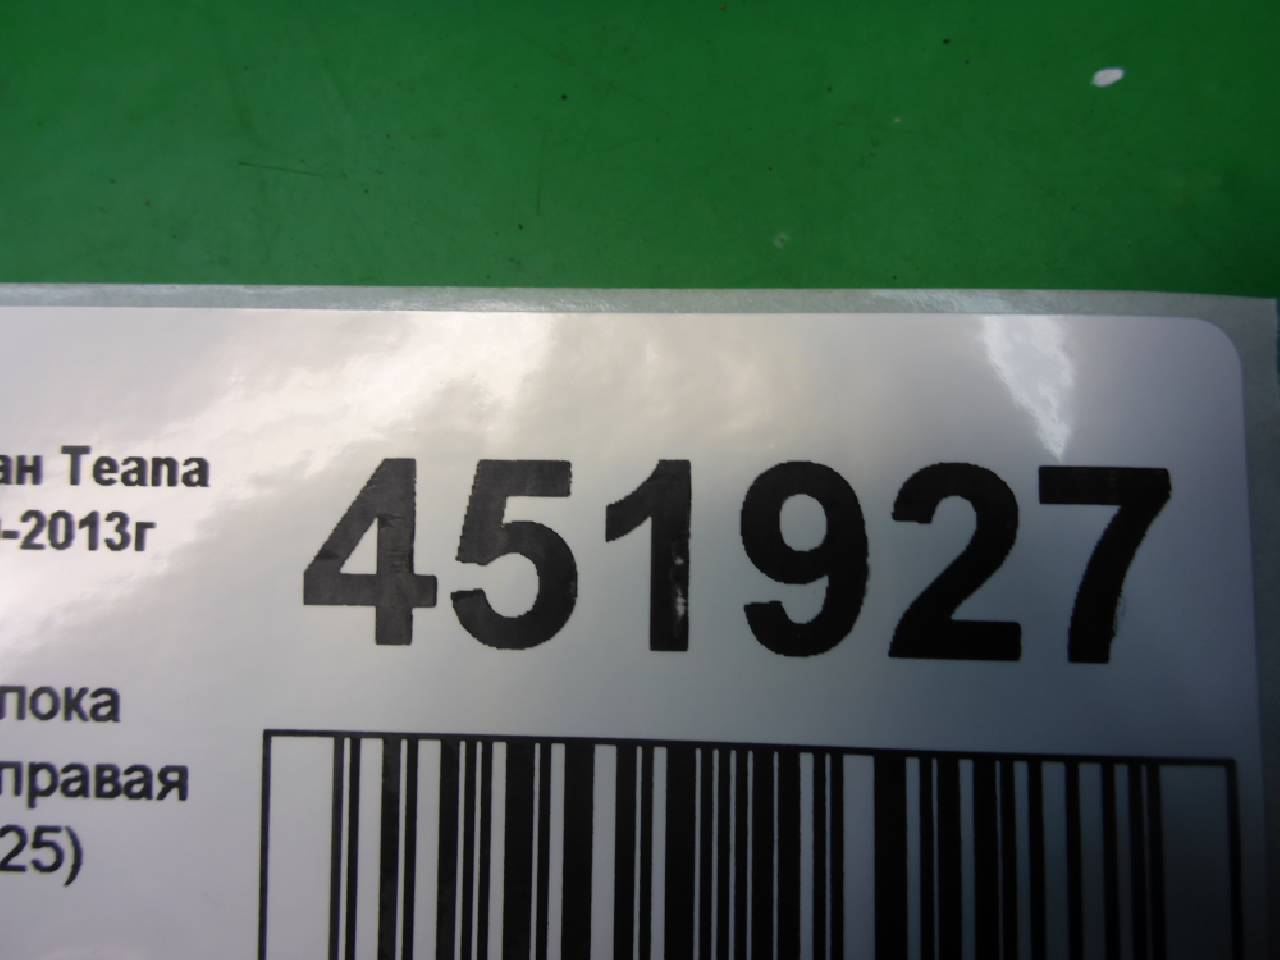 ан Teana
-2013г
451927
лока
правая
25)